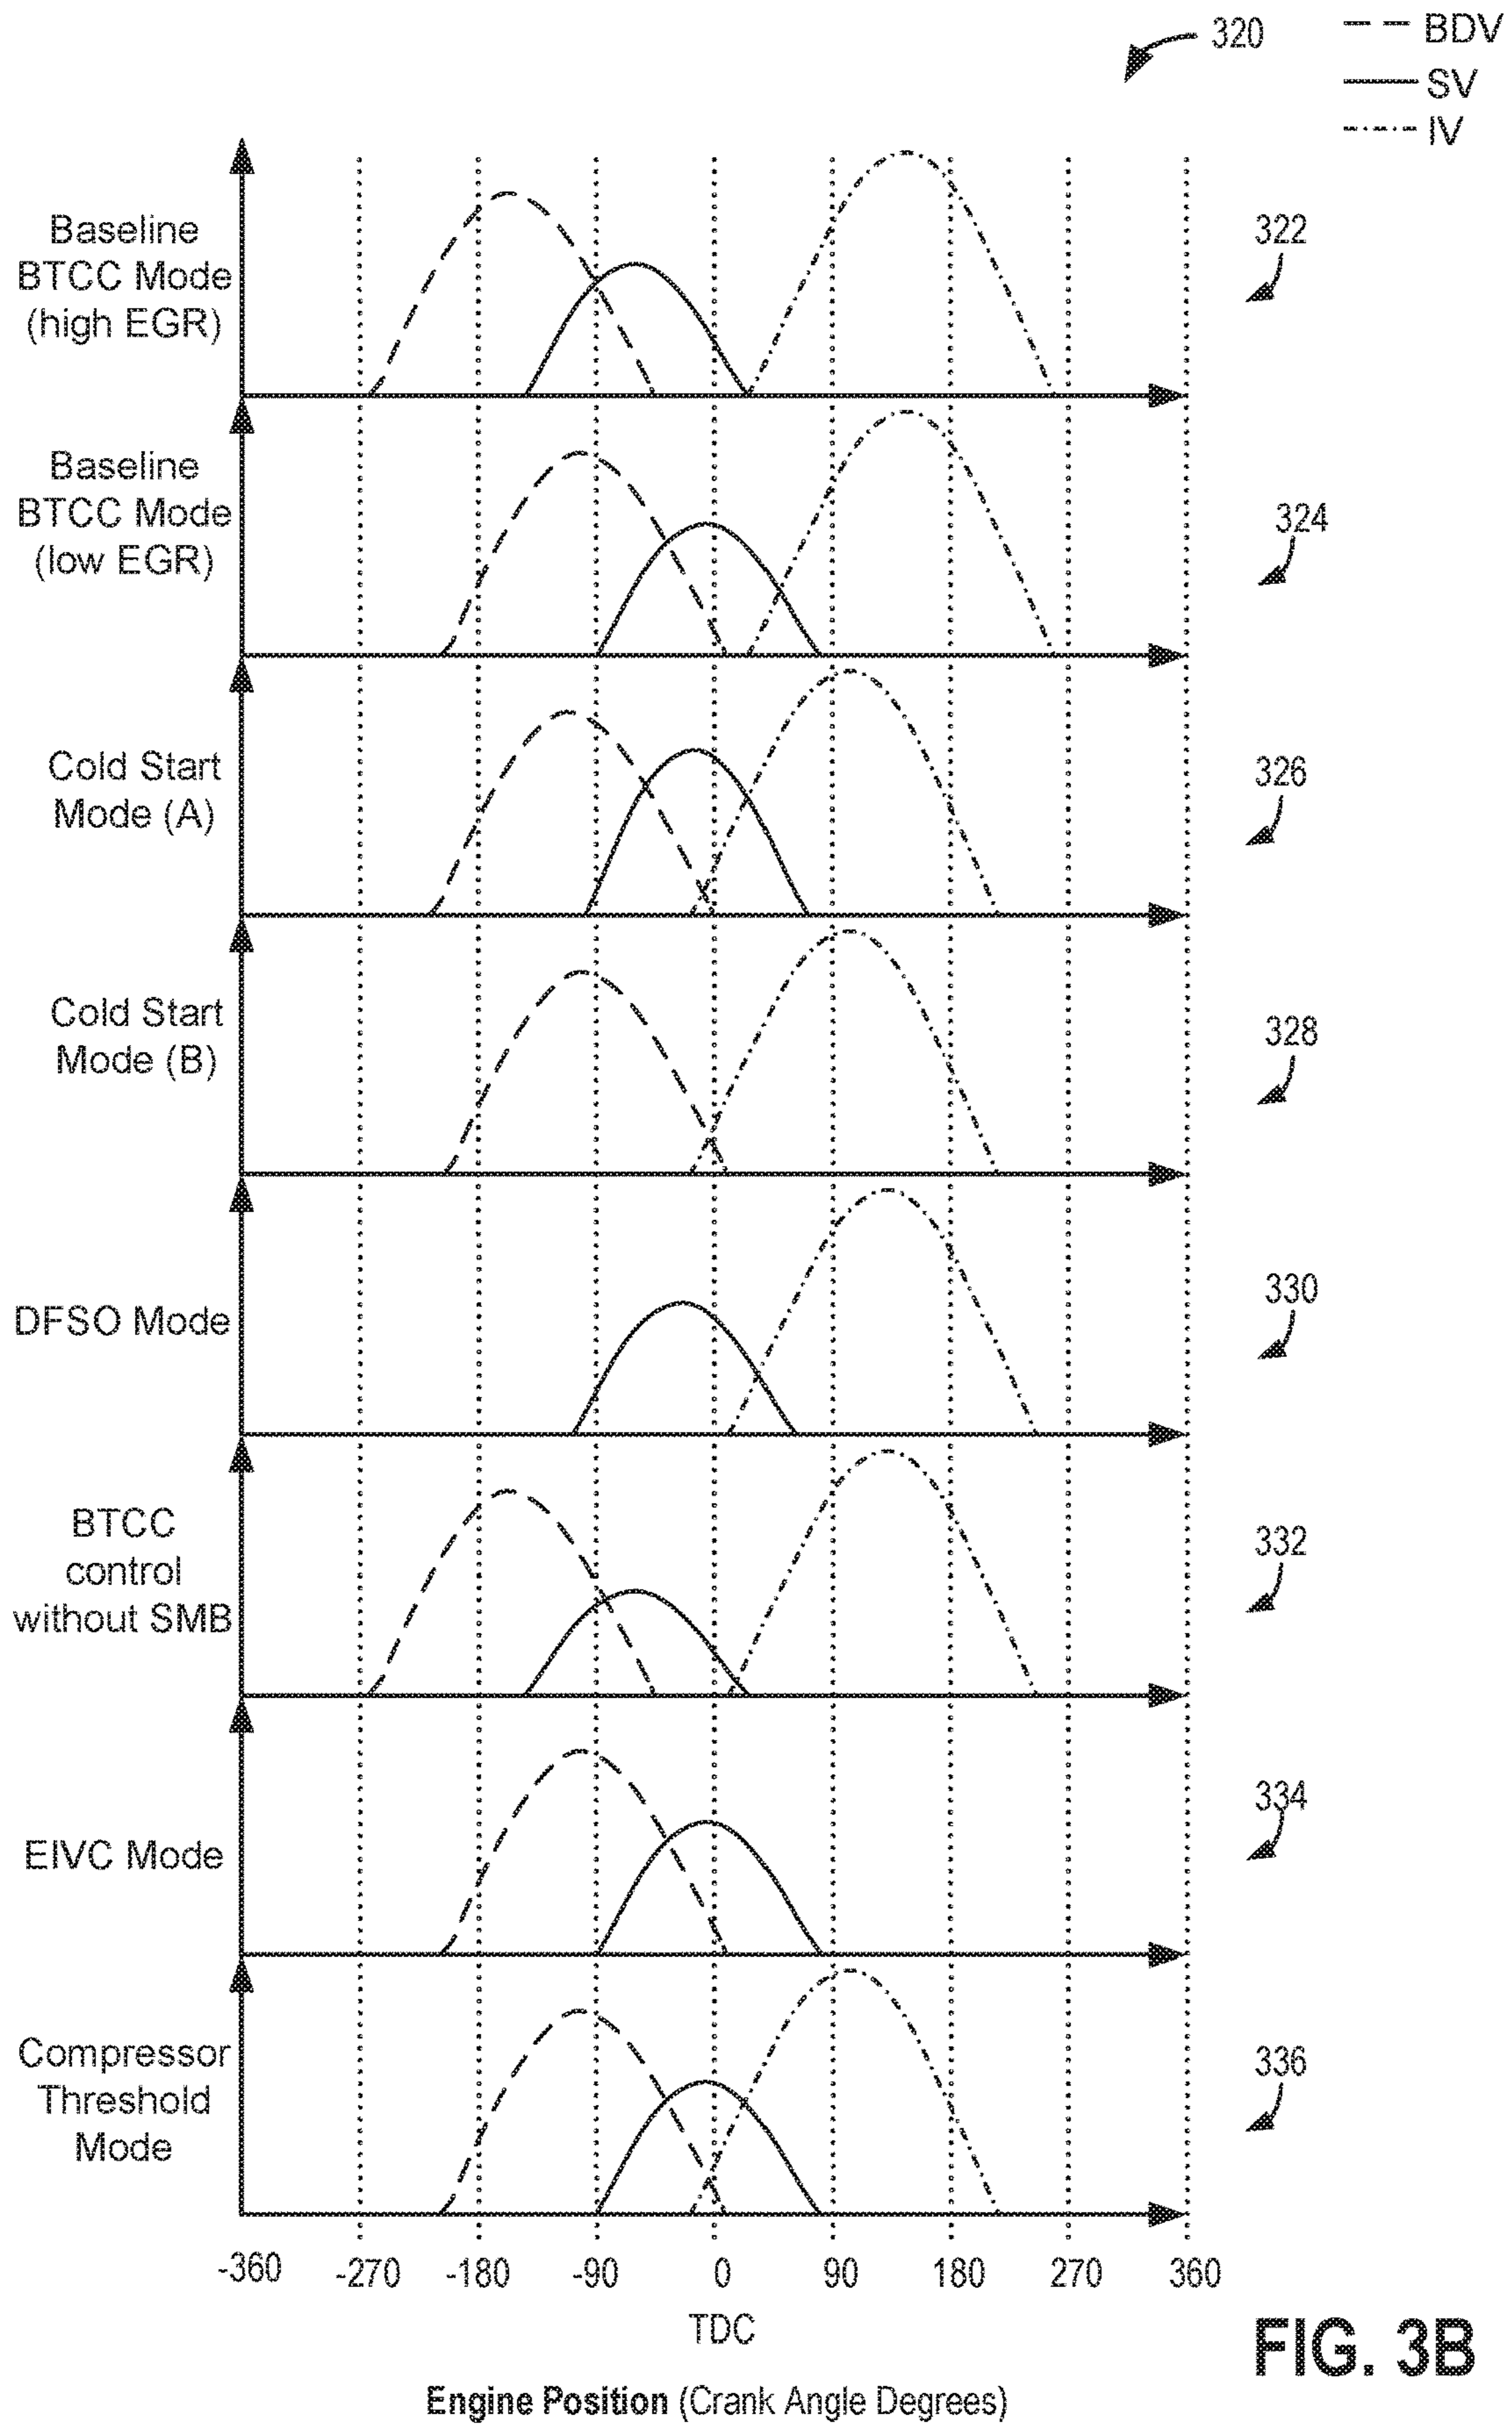 320
BDV
SV
IV
Baseline
BTCC Mode
(high EGR)
322
Baseline
BTCC Mode
(low EGR)
324
Cold Start
Mode (A)
326
Cold Start
Mode (B)
328
DFSO Mode
330
BTCC
control
without SMB
332
EIVC Mode
334
Compressor
Threshold
Mode
336
-360 -270 -180 -90 0 90 180 270 360
TDC
FIG. 3B
Engine Position (Crank Angle Degrees)